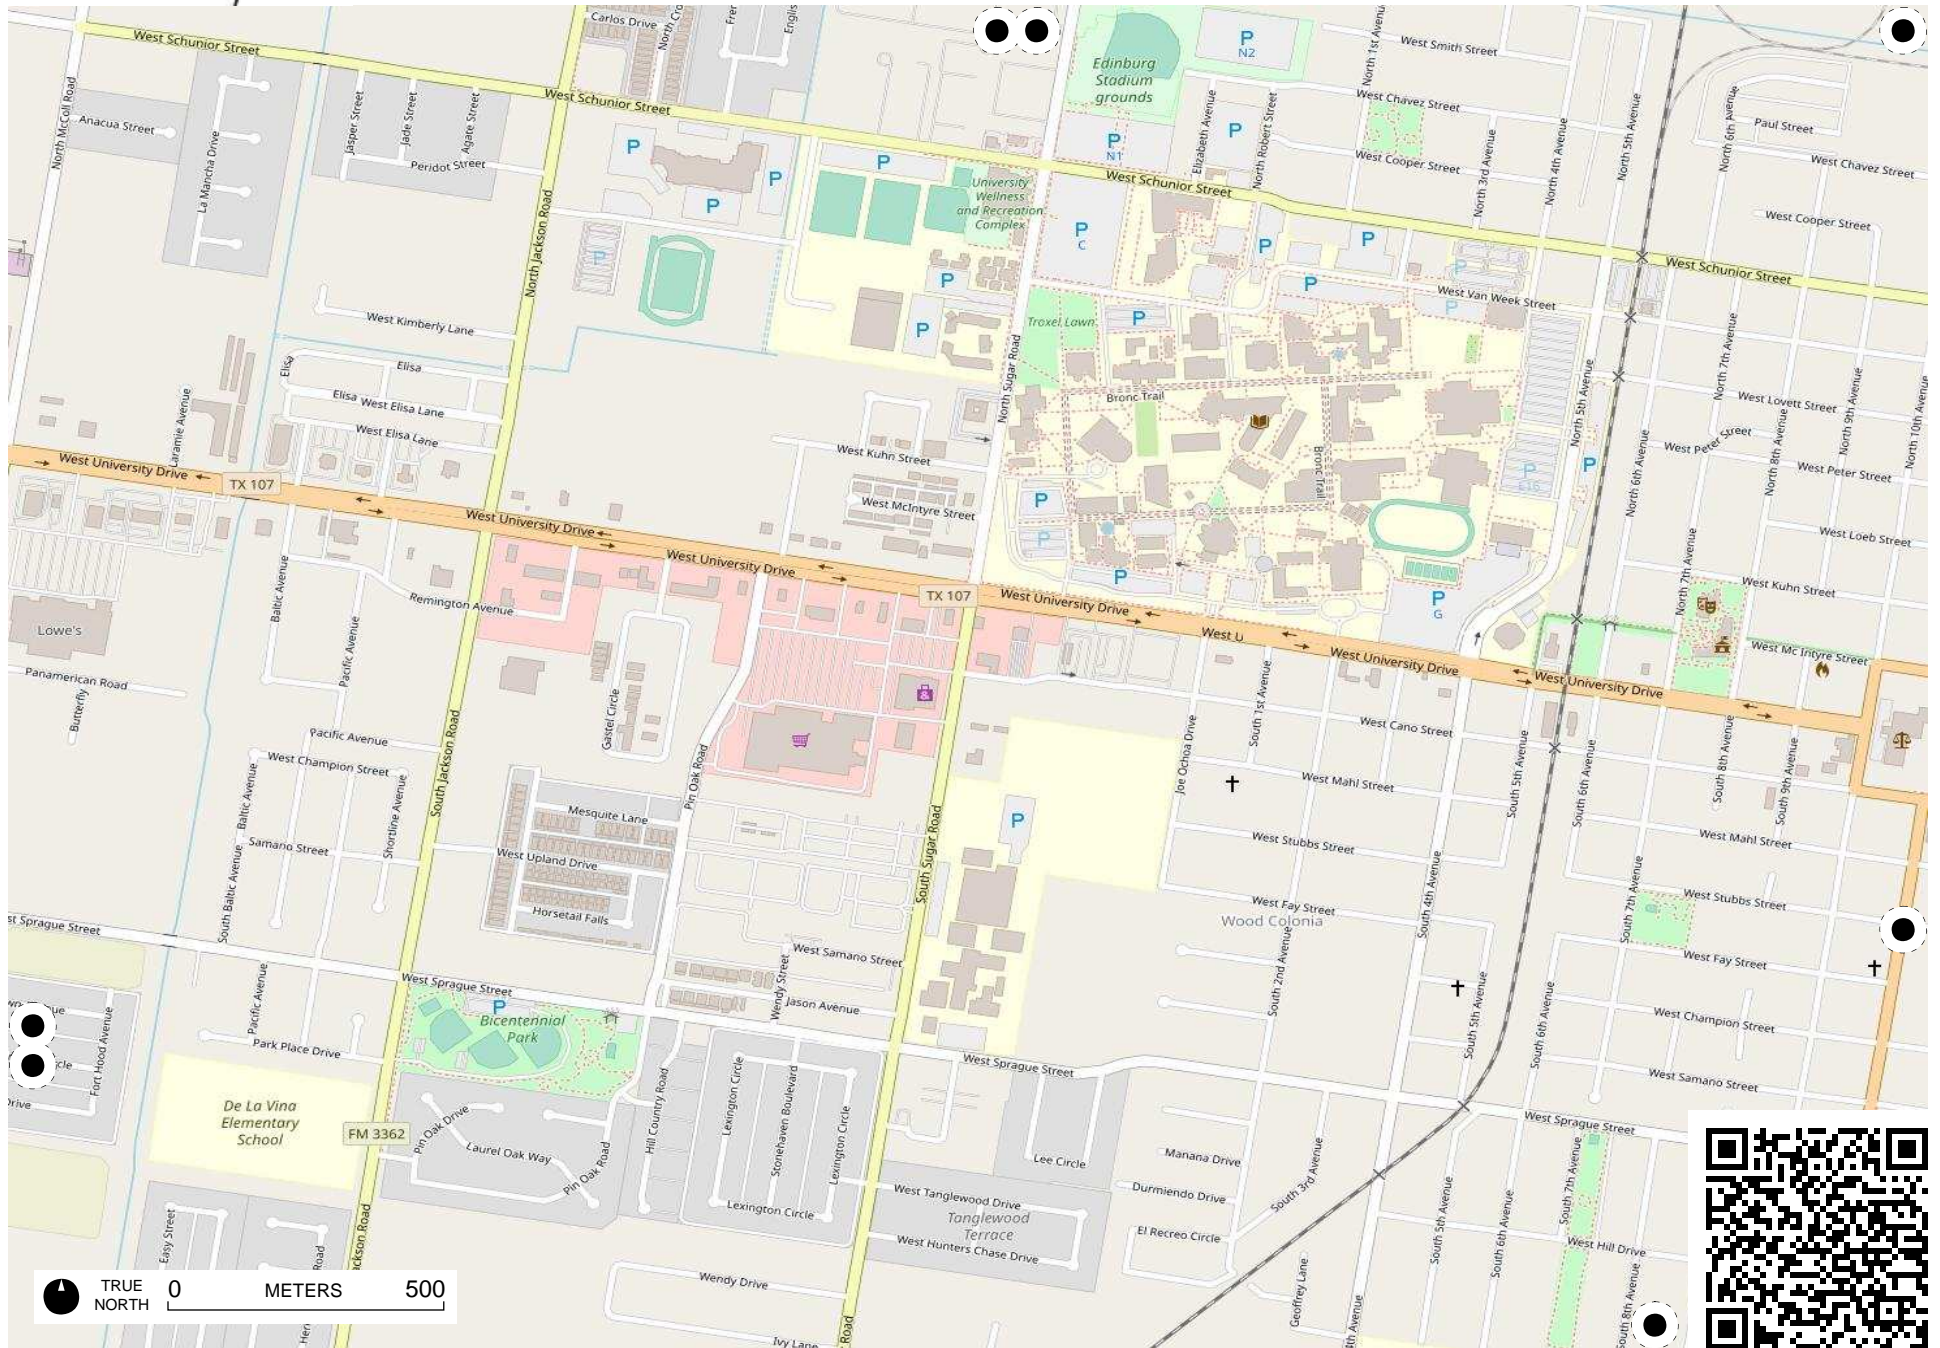 Carlos Drive
West Schunior Street
North McColl Road
Anacua Street
La Mancha Drive
Jasper Street
Jade Street
Agate Street
Peridot Street
West Schunior Street
North Jackson Road
P
P
P
P
P
University
Wellness
and Recreation
Complex
P
P
Edinburg
Stadium
grounds
P
N2
P
N1
P
P
C
Elizabeth Avenue
North Robert Street
West Schunior Street
West Smith Street
North 1st Avenue
West Chavez Street
West Cooper Street
North 3rd Avenue
North 4th Avenue
North 5th Avenue
North 6th Avenue
Paul Street
West Chavez Street
West Cooper Street
West Schunior Street
P
P
P
P
P
P
West Van Week Street
Troxel Lawn
West Kimberly Lane
Elisa
Elisa
Elisa
West Elisa Lane
West Elisa Lane
Laramie Avenue
North Sugar Road
Bronc Trail
Bronc Trail
West Kuhn Street
West McIntyre Street
P
P
P
P
E16
P
P
G
North 5th Avenue
North 6th Avenue
North 7th Avenue
North 8th Avenue
North 9th Avenue
North 10th Avenue
West Lovett Street
West Peter Street
West Peter Street
West Loeb Street
West Kuhn Street
North 7th Avenue
West Mc Intyre Street
West University Drive
TX 107
West University Drive
West University Drive
TX 107
West University Drive
West U
West University Drive
West University Drive
Lowe's
Baltic Avenue
Remington Avenue
Pacific Avenue
Panamerican Road
Butterfly
Gastel Circle
Pacific Avenue
West Champion Street
South Jackson Road
Pin Oak Road
Baltic Avenue
South Baltic Avenue
Shortline Avenue
Samano Street
Mesquite Lane
West Upland Drive
Horsetail Falls
South Sugar Road
P
Joe Ochoa Drive
South 1st Avenue
West Cano Street
West Mahl Street
West Stubbs Street
West Fay Street
Wood Colonia
South 2nd Avenue
South 4th Avenue
South 5th Avenue
South 6th Avenue
South 8th Avenue
South 9th Avenue
West Mahl Street
South 7th Avenue
West Stubbs Street
West Fay Street
South 5th Avenue
South 6th Avenue
West Champion Street
West Samano Street
West Sprague Street
st Sprague Street
West Sprague Street
West Samano Street
Wendy Street
Jason Avenue
P
Bicentennial
Park
Pacific Avenue
Park Place Drive
Fort Hood Avenue
De La Vina
Elementary
School
FM 3362
Pin Oak Drive
Laurel Oak Way
Pin Oak Road
Hill Country Road
Lexington Circle
Stonehaven Boulevard
Lexington Circle
Lexington Circle
West Sprague Street
Lee Circle
West Tanglewood Drive
Tanglewood
Terrace
West Hunters Chase Drive
Manana Drive
Durmiendo Drive
El Recreo Circle
South 3rd Avenue
Geoffrey Lane
South 5th Avenue
South 6th Avenue
South 7th Avenue
West Hill Drive
South 8th Avenue
Easy Street
Wendy Drive
Ivy Lane
TRUE
NORTH
0 METERS 500